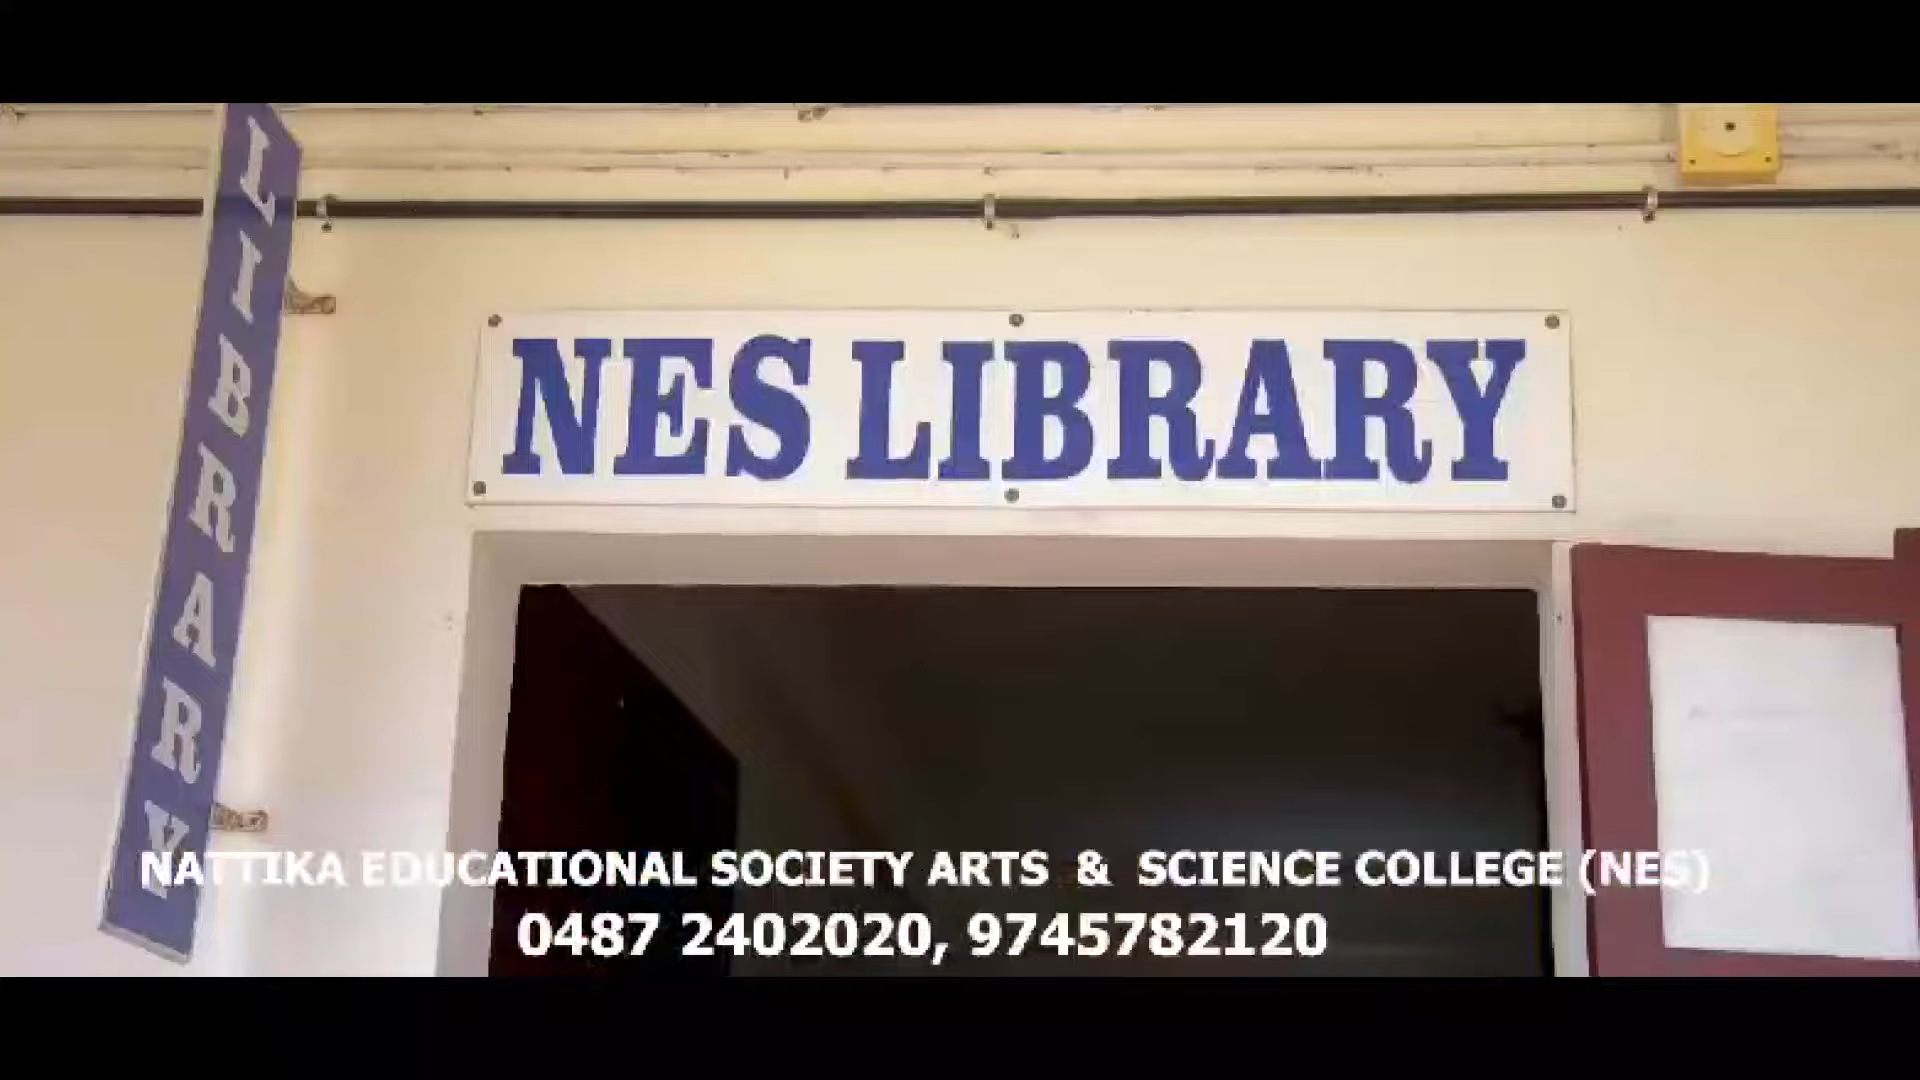 LIBRARY
NES LIBRARY
NATTIKA EDUCATIONAL SOCIETY ARTS & SCIENCE COLLEGE (NES)
0487 2402020, 9745782120